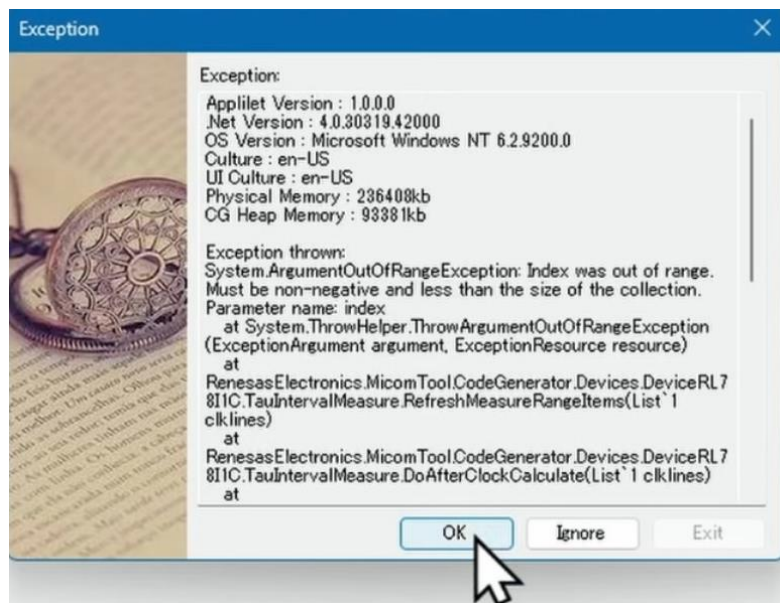 Exception
Exception:
Applilet Version : 1.0.0.0
.Net Version : 4.0.30319.42000
OS Version : Microsoft Windows NT 6.2.9200.0
Culture : en-US
UI Culture : en-US
Physical Memory : 236408kb
CG Heap Memory : 93381kb
Exception thrown:
System.ArgumentOutOfRangeException: Index was out of range.
Must be non-negative and less than the size of the collection.
Parameter name: index
at System.ThrowHelper.ThrowArgumentOutOfRangeException
(ExceptionArgument argument, ExceptionResource resource)
at
RenesasElectronics.MicomTool.CodeGenerator.Devices.DeviceRL7
8I1C.TauIntervalMeasure.RefreshMeasureRangeItems(List`1
clklines)
at
RenesasElectronics.MicomTool.CodeGenerator.Devices.DeviceRL7
8I1C.TauIntervalMeasure.DoAfterClockCalculate(List`1 clklines)
at
OK Ignore Exit